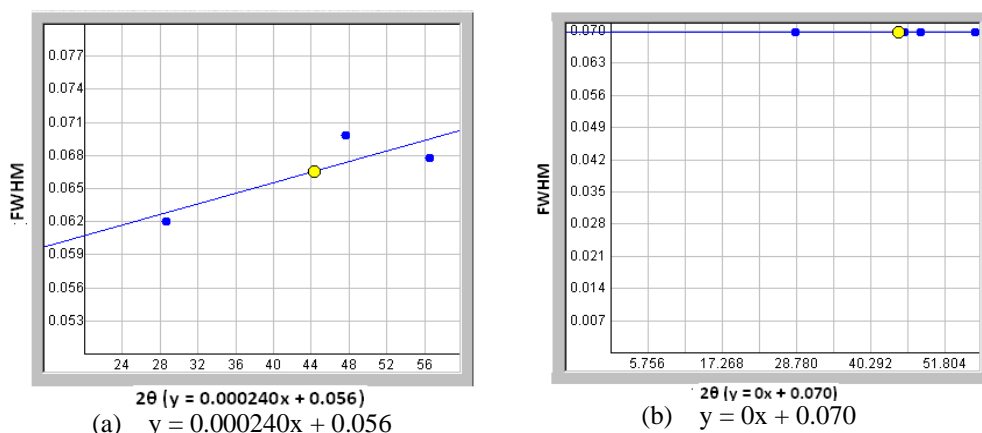 0.077
0.074
0.071
0.068
0.065
0.062
0.059
0.056
0.053
24 28 32 36 40 44 48 52 56
FWHM
2θ (y = 0.000240x + 0.056)
(a) y = 0.000240x + 0.056
0.070
0.063
0.056
0.049
0.042
0.035
0.028
0.021
0.014
0.007
5.756 17.268 28.780 40.292 51.804
FWHM
2θ (y = 0x + 0.070)
(b) y = 0x + 0.070